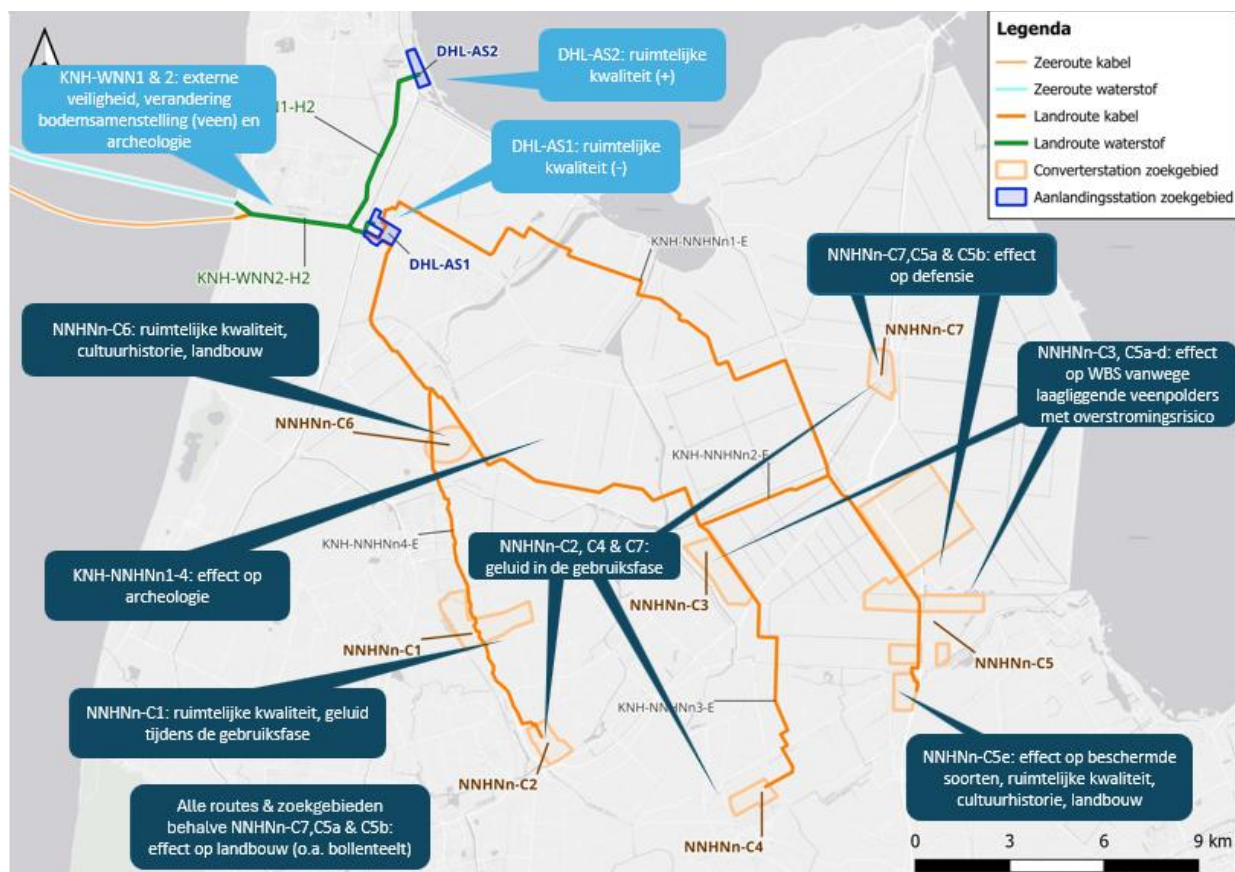 DHL-AS2
KNH-WNN1 & 2: externe
veiligheid, verandering
bodemsamenstelling (veen) en
archeologie
DHL-AS2: ruimtelijke
kwaliteit (+)
N1-H2
DHL-AS1: ruimtelijke
kwaliteit (-)
Legenda
Zeeroute kabel
Zeeroute waterstof
Landroute kabel
Landroute waterstof
Converterstation zoekgebied
Aanlandingsstation zoekgebied
KNH-NNHNn1-E
DHL-AS1
KNH-WNN2-H2
NNHNn-C7,C5a & C5b: effect
op defensie
NNHNn-C6: ruimtelijke kwaliteit,
cultuurhistorie, landbouw
NNHNn-C7
NNHNn-C3, C5a-d: effect
op WBS vanwege
laagliggende veenpolders
met overstromingsrisico
NNHNn-C6
KNH-NNHNn2-E
KNH-NNHNn4-E
NNHNn-C2, C4 & C7:
geluid in de gebruiksfase
KNH-NNHNn1-4: effect op
archeologie
NNHNn-C3
NNHNn-C1
NNHNn-C5
NNHNn-C1: ruimtelijke kwaliteit, geluid
tijdens de gebruiksfase
KNH-NNHNn3-E
NNHNn-C5e: effect op beschermde
soorten, ruimtelijke kwaliteit,
cultuurhistorie, landbouw
NNHNn-C2
Alle routes & zoekgebieden
behalve NNHNn-C7,C5a & C5b:
effect op landbouw (o.a. bollenteelt)
NNHNn-C4
0 3 6 9 km